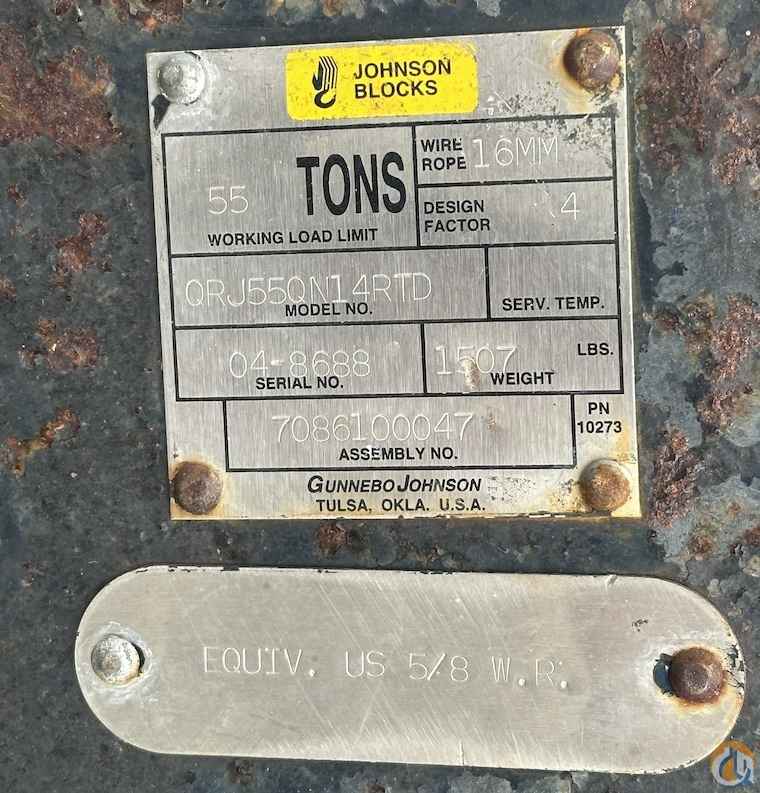 JOHNSON
BLOCKS
55 TONS
WORKING LOAD LIMIT
WIRE
ROPE 16MM
DESIGN
FACTOR 4
QRJ55QN14RTD
MODEL NO.
SERV. TEMP.
04-8688
SERIAL NO.
1507 LBS.
WEIGHT
7086100047
ASSEMBLY NO.
PN
10273
GUNNEBO JOHNSON
TULSA, OKLA. U.S.A.
EQUIV. US 5/8 W.R.